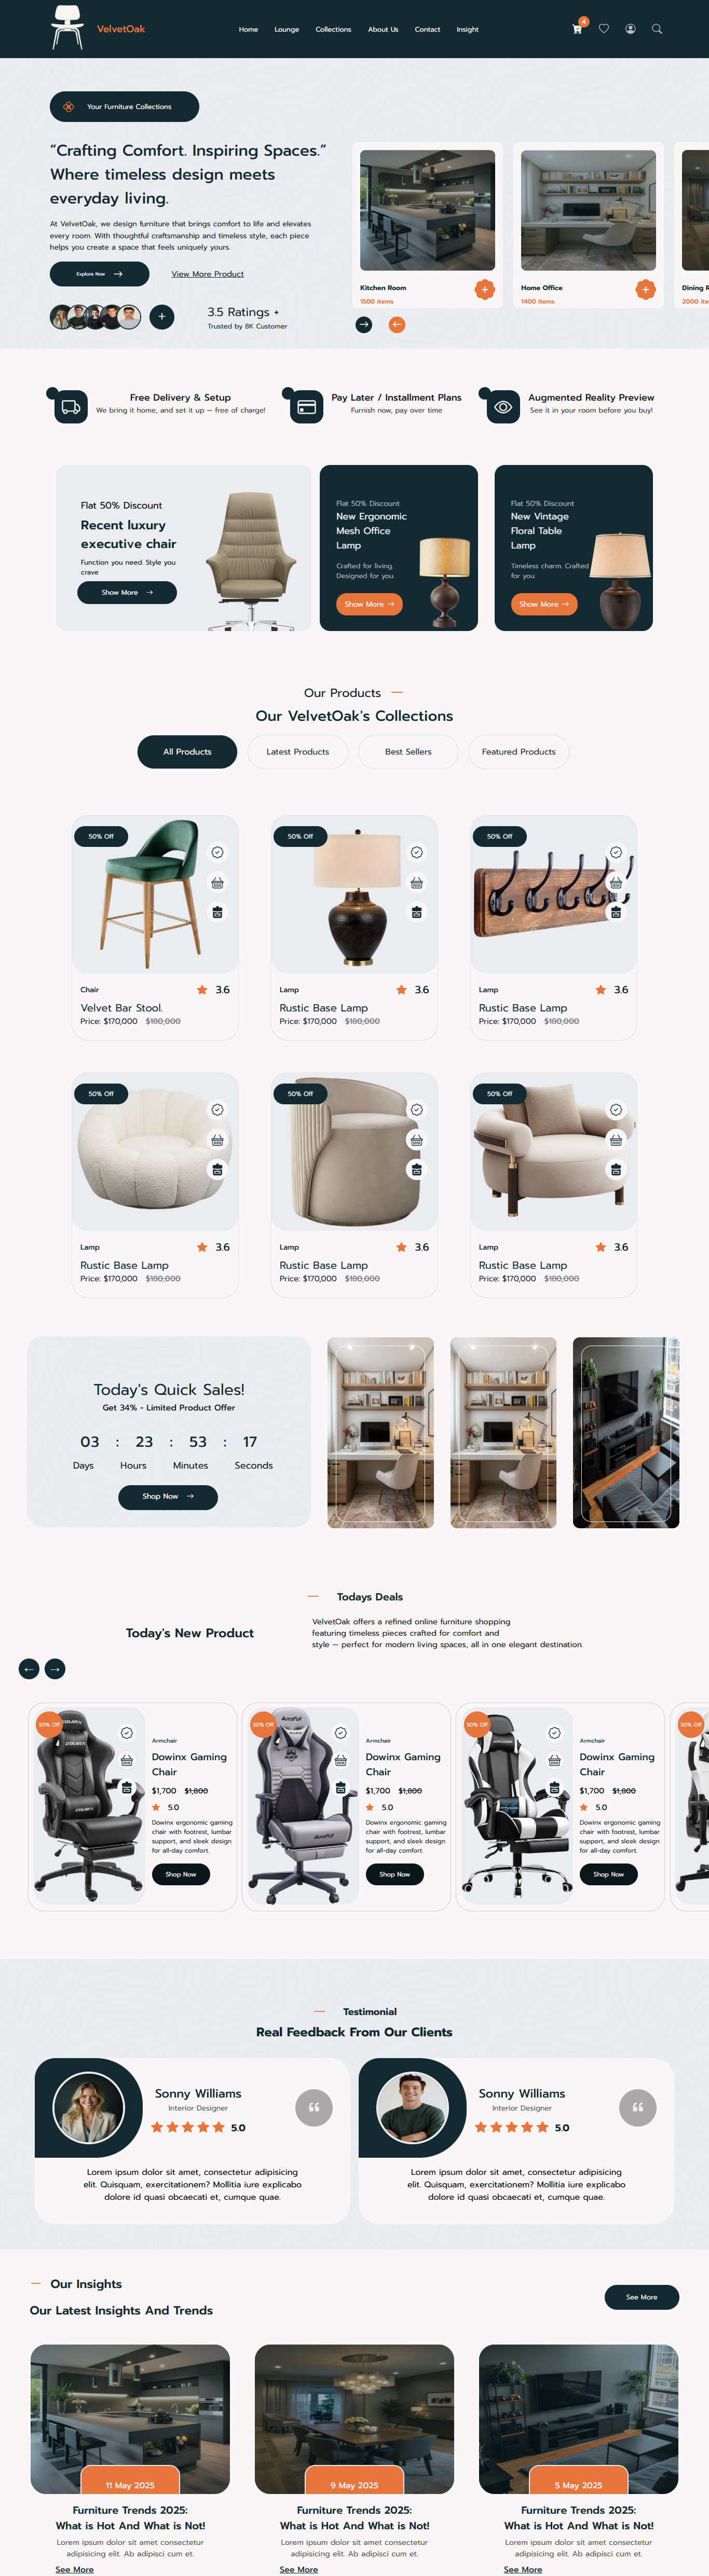 VelvetOak
Home Lounge Collections About Us Contact Insight
4
Your Furniture Collections
“Crafting Comfort. Inspiring Spaces.”
Where timeless design meets
everyday living.
At VelvetOak, we design furniture that brings comfort to life and elevates
every room. With thoughtful craftsmanship and timeless style, each piece
helps you create a space that feels uniquely yours.
Explore Now → View More Product
+
3.5 Ratings +
Trusted by 8K Customer
Kitchen Room
1500 items
Home Office
1400 items
Dining R
2000 ite
Free Delivery & Setup
We bring it home, and set it up — free of charge!
Pay Later / Installment Plans
Furnish now, pay over time
Augmented Reality Preview
See it in your room before you buy!
Flat 50% Discount
Recent luxury
executive chair
Function you need. Style you
crave
Show More →
Flat 50% Discount
New Ergonomic
Mesh Office
Lamp
Crafted for living.
Designed for you.
Show More →
Flat 50% Discount
New Vintage
Floral Table
Lamp
Timeless charm. Crafted
for you
Show More →
Our Products
Our VelvetOak's Collections
All Products Latest Products Best Sellers Featured Products
50% Off
Chair 3.6
Velvet Bar Stool.
Price: $170,000 $180,000
50% Off
Lamp 3.6
Rustic Base Lamp
Price: $170,000 $180,000
50% Off
Lamp 3.6
Rustic Base Lamp
Price: $170,000 $180,000
50% Off
Lamp 3.6
Rustic Base Lamp
Price: $170,000 $180,000
50% Off
Lamp 3.6
Rustic Base Lamp
Price: $170,000 $180,000
50% Off
Lamp 3.6
Rustic Base Lamp
Price: $170,000 $180,000
Today's Quick Sales!
Get 34% - Limited Product Offer
03 : 23 : 53 : 17
Days Hours Minutes Seconds
Shop Now →
Todays Deals
Today's New Product
VelvetOak offers a refined online furniture shopping
featuring timeless pieces crafted for comfort and
style — perfect for modern living spaces, all in one elegant destination.
← →
50% Off
Armchair
Dowinx Gaming
Chair
$1,700 $1,800
5.0
Dowinx ergonomic gaming
chair with footrest, lumbar
support, and sleek design
for all-day comfort.
Shop Now
50% Off
AutoFull
Armchair
Dowinx Gaming
Chair
$1,700 $1,800
5.0
Dowinx ergonomic gaming
chair with footrest, lumbar
support, and sleek design
for all-day comfort.
Shop Now
50% Off
Armchair
Dowinx Gaming
Chair
$1,700 $1,800
5.0
Dowinx ergonomic gaming
chair with footrest, lumbar
support, and sleek design
for all-day comfort.
Shop Now
50% Off
Testimonial
Real Feedback From Our Clients
Sonny Williams
Interior Designer
5.0
Lorem ipsum dolor sit amet, consectetur adipisicing
elit. Quisquam, exercitationem? Mollitia iure explicabo
dolore id quasi obcaecati et, cumque quae.
Sonny Williams
Interior Designer
5.0
Lorem ipsum dolor sit amet, consectetur adipisicing
elit. Quisquam, exercitationem? Mollitia iure explicabo
dolore id quasi obcaecati et, cumque quae.
Our Insights
Our Latest Insights And Trends
See More
11 May 2025
Furniture Trends 2025:
What is Hot And What is Not!
Lorem ipsum dolor sit amet consectetur
adipisicing elit. Ab adipisci cum et.
See More
9 May 2025
Furniture Trends 2025:
What is Hot And What is Not!
Lorem ipsum dolor sit amet consectetur
adipisicing elit. Ab adipisci cum et.
See More
5 May 2025
Furniture Trends 2025:
What is Hot And What is Not!
Lorem ipsum dolor sit amet consectetur
adipisicing elit. Ab adipisci cum et.
See More